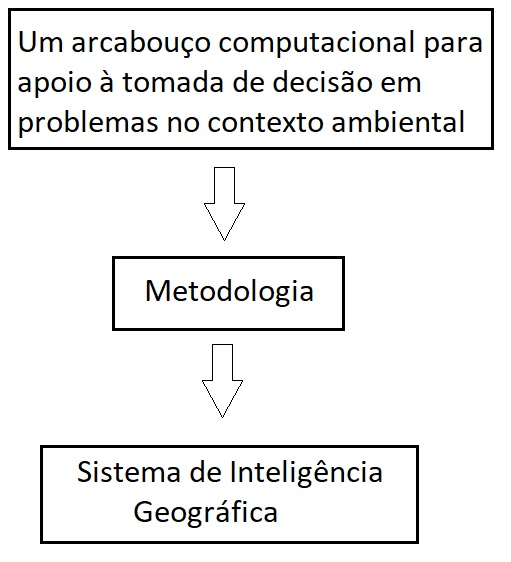 Um arcabouço computacional para
apoio à tomada de decisão em
problemas no contexto ambiental
Metodologia
Sistema de Inteligência
Geográfica